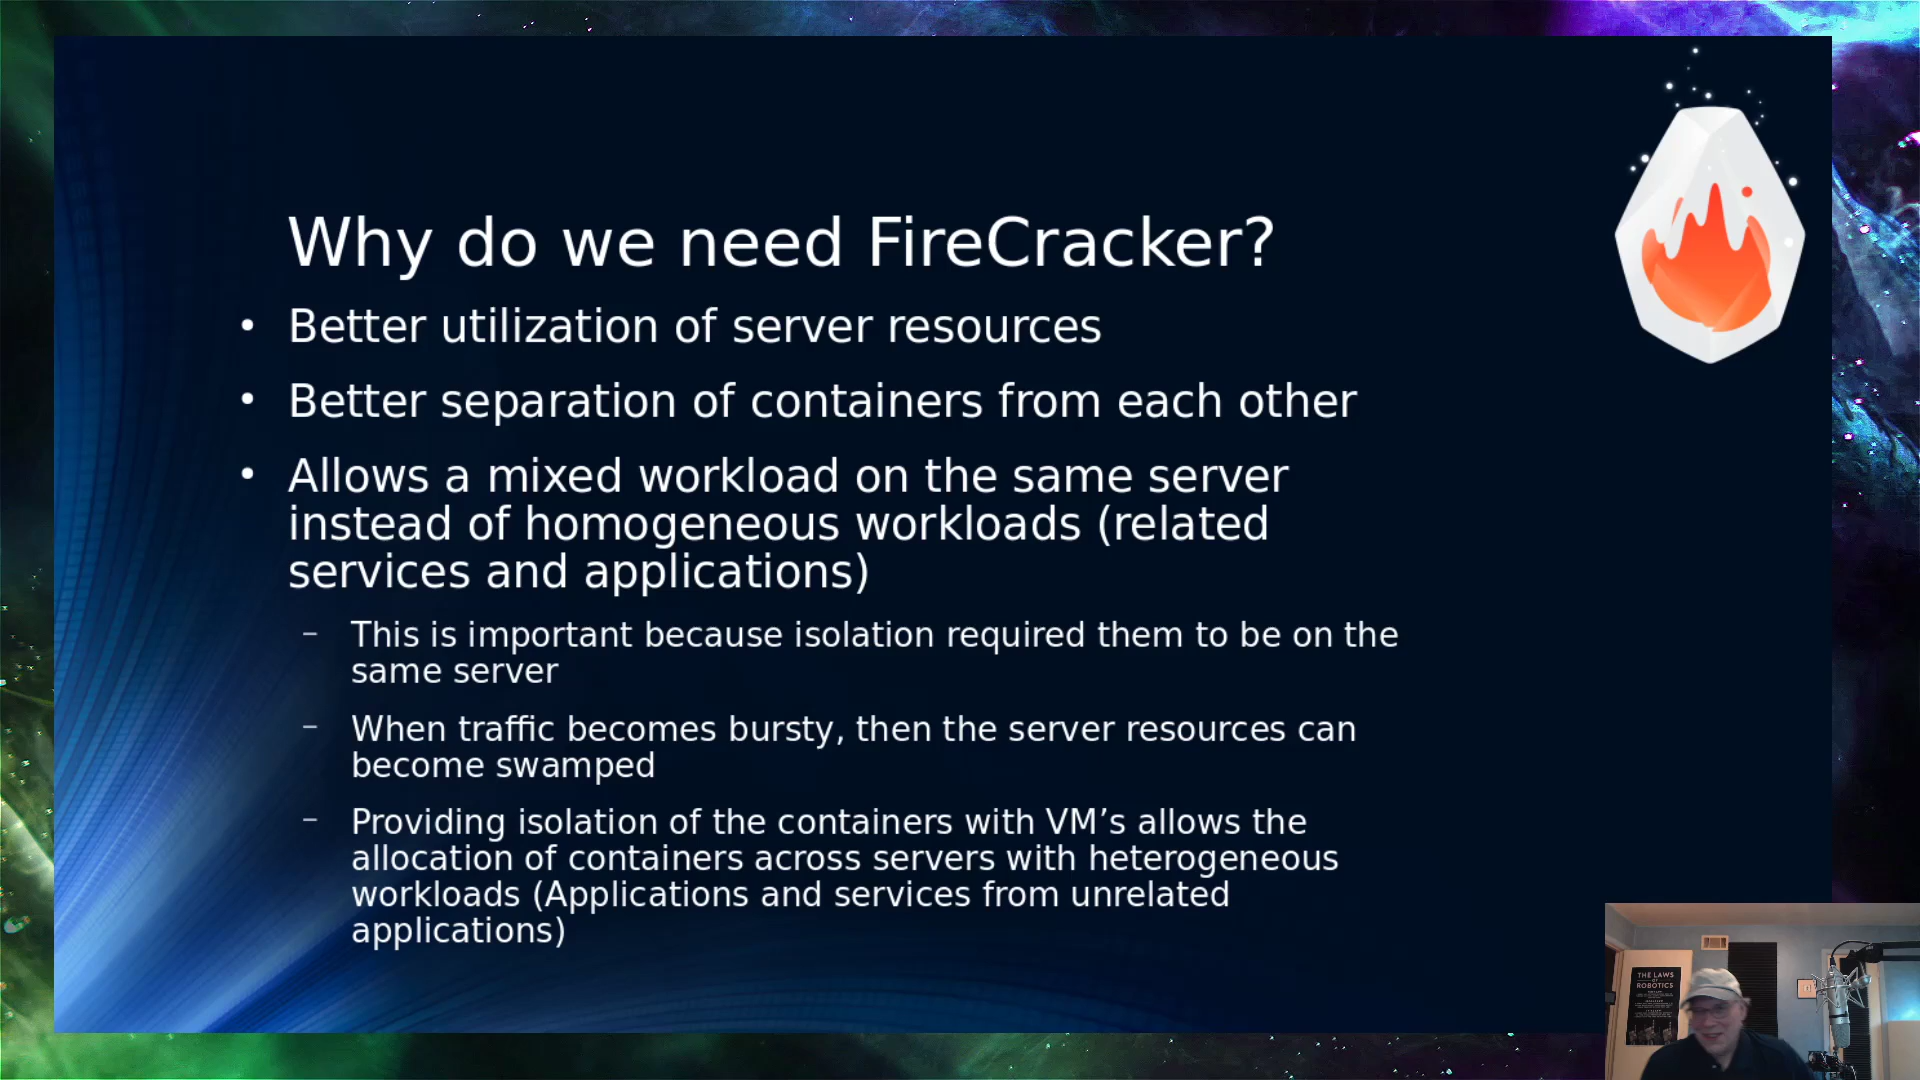 Why do we need FireCracker?
• Better utilization of server resources
• Better separation of containers from each other
• Allows a mixed workload on the same server
instead of homogeneous workloads (related
services and applications)
– This is important because isolation required them to be on the
same server
– When traffic becomes bursty, then the server resources can
become swamped
– Providing isolation of the containers with VM’s allows the
allocation of containers across servers with heterogeneous
workloads (Applications and services from unrelated
applications)
THE LAWS
OF
ROBOTICS